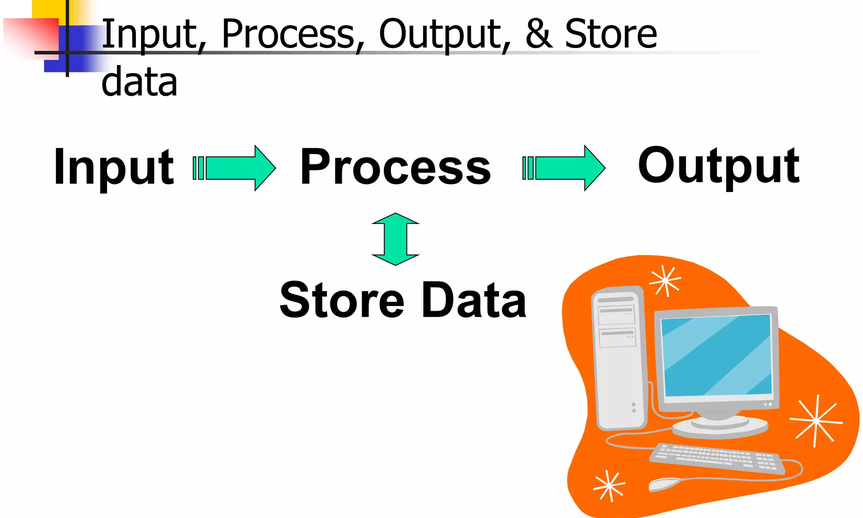 Input, Process, Output, & Store
data
Input
Process
Output
Store Data